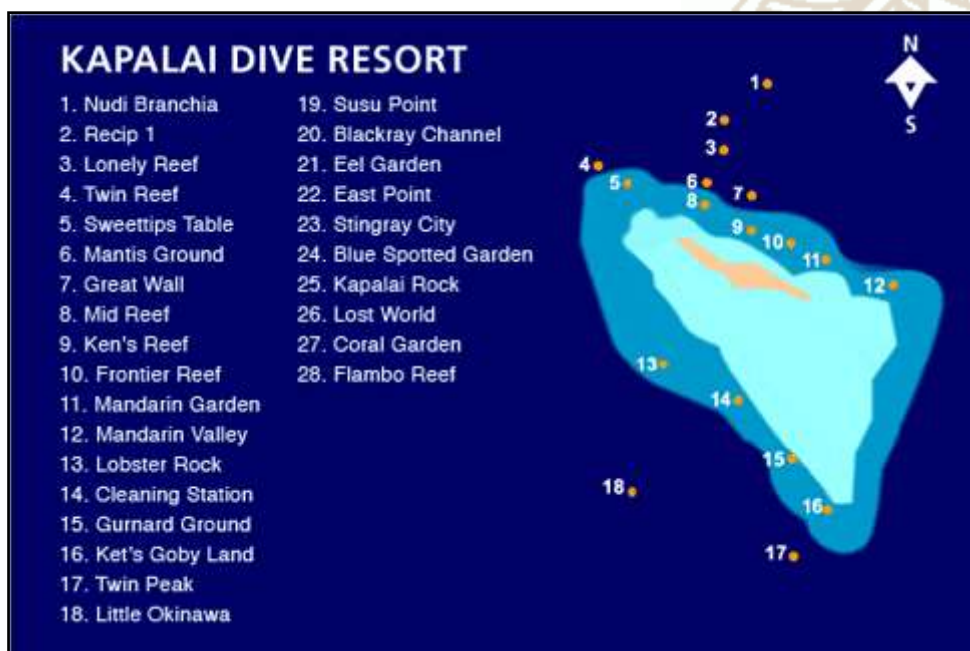 KAPALAI DIVE RESORT
1. Nudi Branchia
2. Recip 1
3. Lonely Reef
4. Twin Reef
5. Sweettips Table
6. Mantis Ground
7. Great Wall
8. Mid Reef
9. Ken's Reef
10. Frontier Reef
11. Mandarin Garden
12. Mandarin Valley
13. Lobster Rock
14. Cleaning Station
15. Gurnard Ground
16. Ket's Goby Land
17. Twin Peak
18. Little Okinawa
19. Susu Point
20. Blackray Channel
21. Eel Garden
22. East Point
23. Stingray City
24. Blue Spotted Garden
25. Kapalai Rock
26. Lost World
27. Coral Garden
28. Flambo Reef
N
S
1
2
3
4
5
6
7
8
9
10
11
12
13
14
15
16
17
18